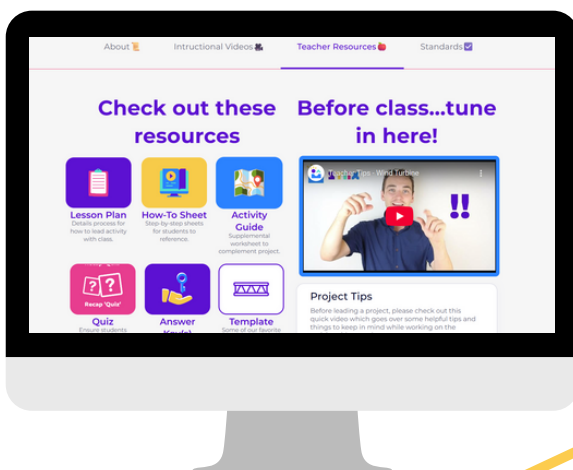 About
Intructional Videos
Teacher Resources
Standards
Check out these
resources
Lesson Plan
Details process for
how to lead activity
with class.
How-To Sheet
Step-by-step sheets
for students to
reference.
Activity
Guide
Supplemental
worksheet to
complement project.
Recap 'Quiz'
Quiz
Ensure students
Answer
Key(s)
Template
Some of our favorite
Before class...tune
in here!
Teacher Tips - Wind Turbine
Project Tips
Before leading a project, please check out this
quick video which goes over some helpful tips and
things to keep in mind while working on the